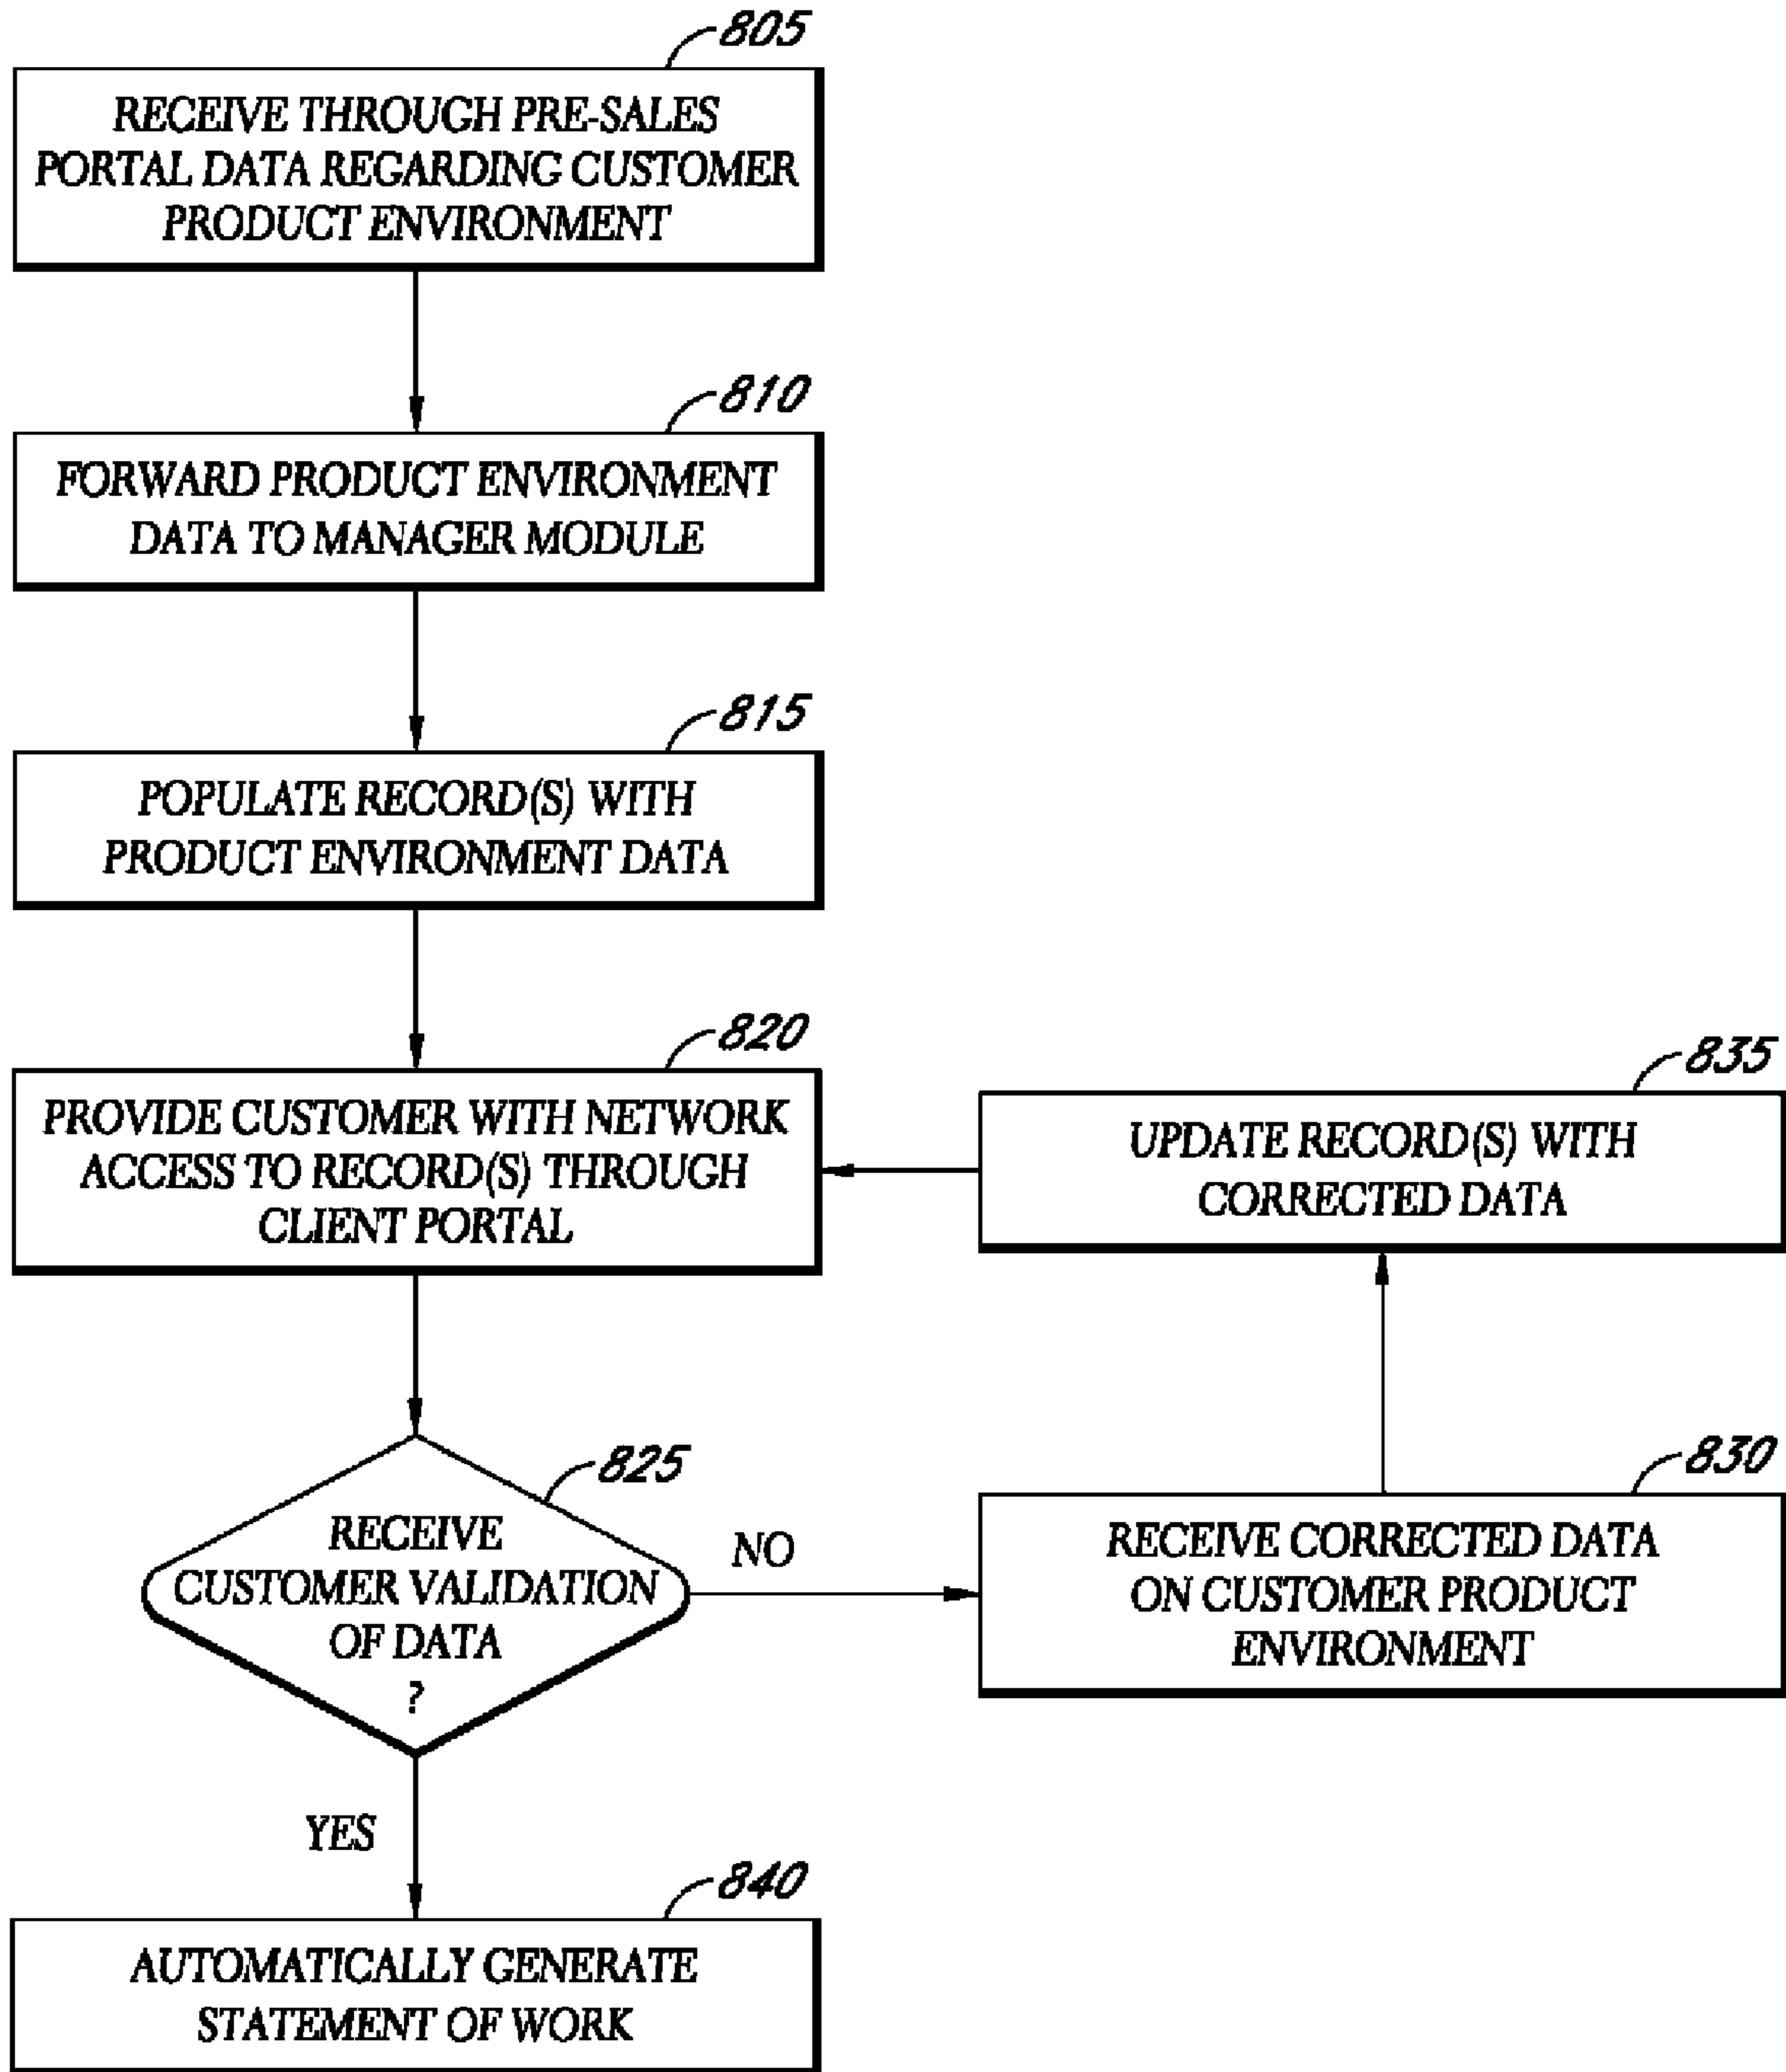 805
RECEIVE THROUGH PRE-SALES
PORTAL DATA REGARDING CUSTOMER
PRODUCT ENVIRONMENT
810
FORWARD PRODUCT ENVIRONMENT
DATA TO MANAGER MODULE
815
POPULATE RECORD(S) WITH
PRODUCT ENVIRONMENT DATA
820
PROVIDE CUSTOMER WITH NETWORK
ACCESS TO RECORD(S) THROUGH
CLIENT PORTAL
825
RECEIVE
CUSTOMER VALIDATION
OF DATA
?
NO
830
RECEIVE CORRECTED DATA
ON CUSTOMER PRODUCT
ENVIRONMENT
835
UPDATE RECORD(S) WITH
CORRECTED DATA
YES
840
AUTOMATICALLY GENERATE
STATEMENT OF WORK